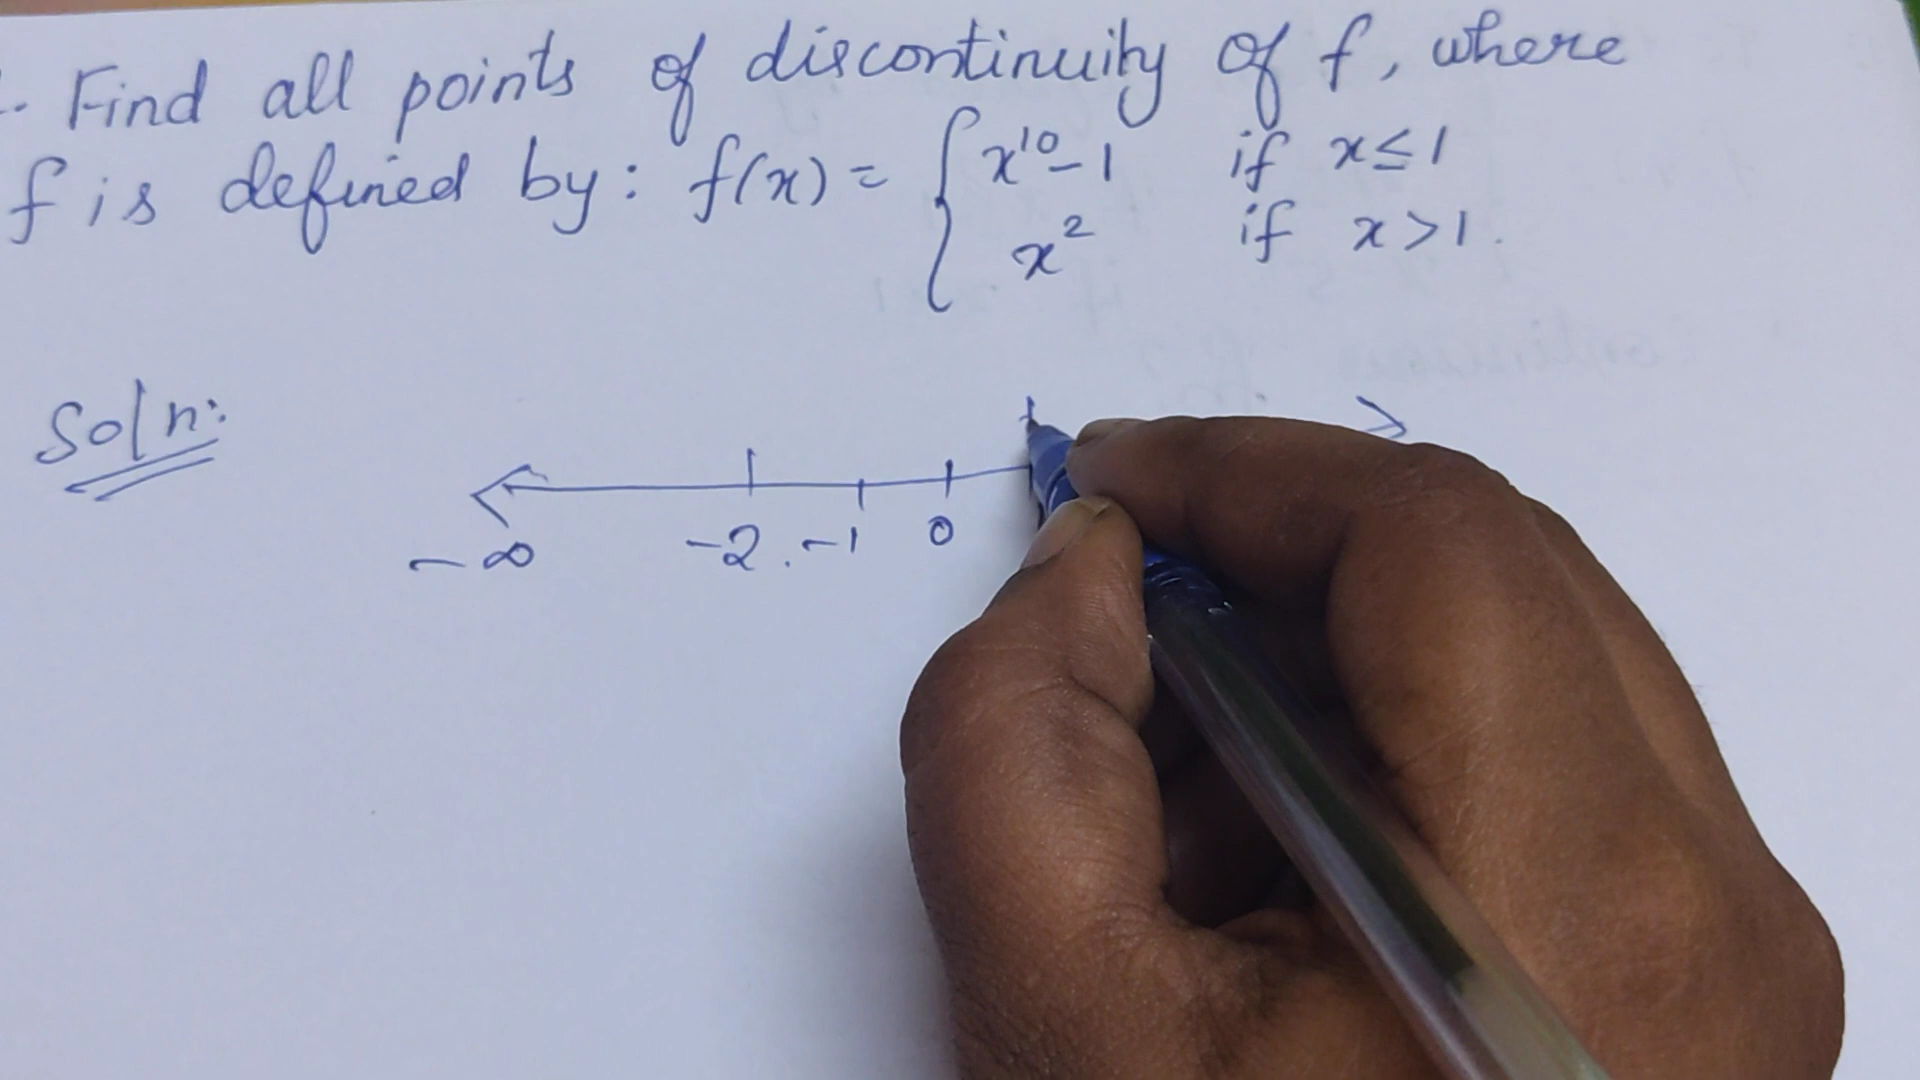 . Find all points of discontinuity of f, where
f is defined by: f(x) = { x¹⁰-1 if x ≤ 1
x² if x > 1.
Soln:
-∞ -2 . -1 0